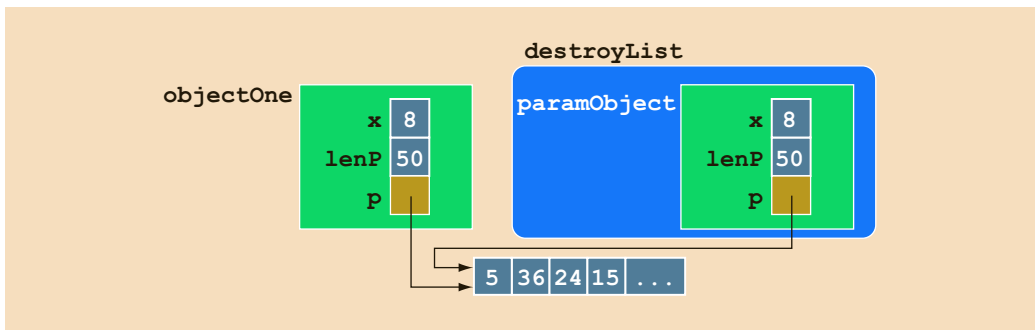 destroyList
objectOne
paramObject
x 8
lenP 50
p
x 8
lenP 50
p
5 36 24 15 ...